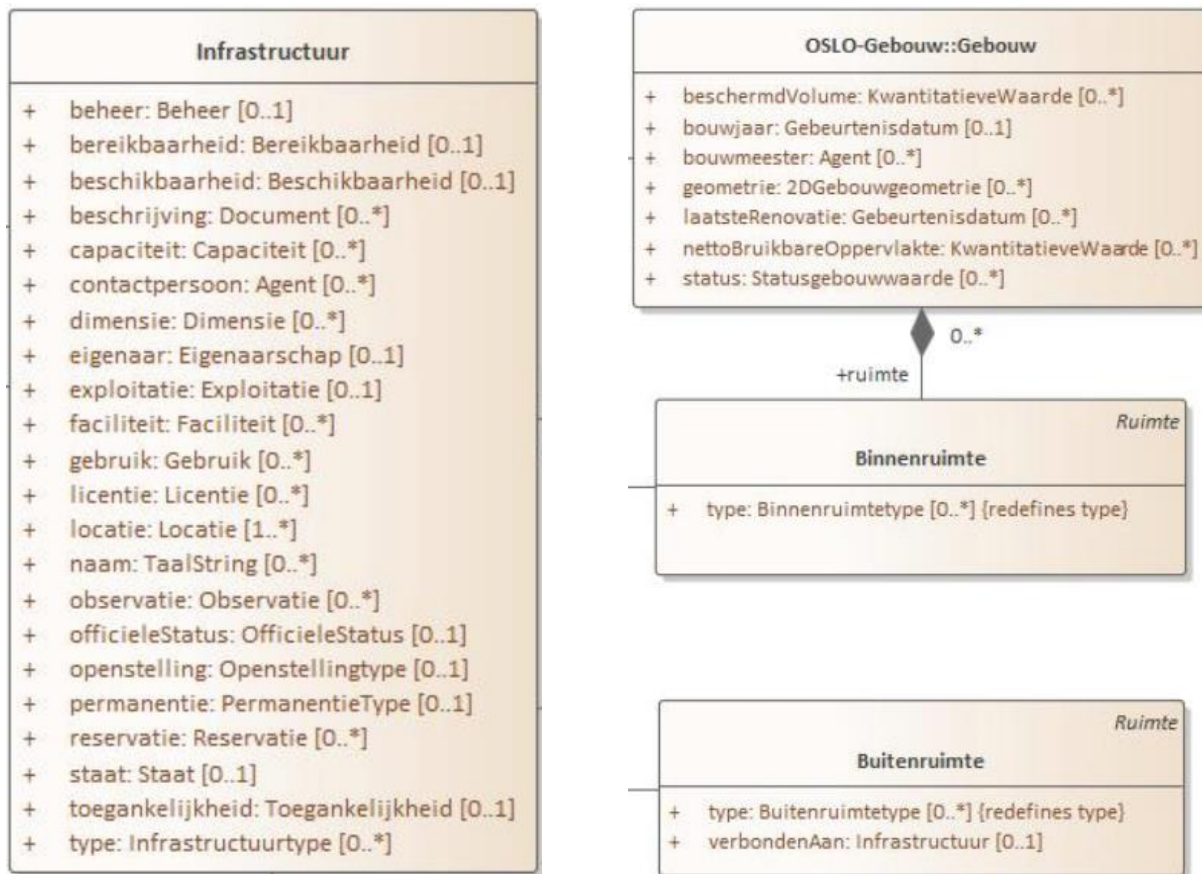 Infrastructuur
+ beheer: Beheer [0..1]
+ bereikbaarheid: Bereikbaarheid [0..1]
+ beschikbaarheid: Beschikbaarheid [0..1]
+ beschrijving: Document [0..*]
+ capaciteit: Capaciteit [0..*]
+ contactpersoon: Agent [0..*]
+ dimensie: Dimensie [0..*]
+ eigenaar: Eigenaarschap [0..1]
+ exploitatie: Exploitatie [0..1]
+ faciliteit: Faciliteit [0..*]
+ gebruik: Gebruik [0..*]
+ licentie: Licentie [0..*]
+ locatie: Locatie [1..*]
+ naam: TaalString [0..*]
+ observatie: Observatie [0..*]
+ officieleStatus: OfficieleStatus [0..1]
+ openstelling: Openstellingtype [0..1]
+ permanentie: PermanentieType [0..1]
+ reservatie: Reservatie [0..*]
+ staat: Staat [0..1]
+ toegankelijkheid: Toegankelijkheid [0..1]
+ type: Infrastructuurtype [0..*]
OSLO-Gebouw::Gebouw
+ beschermdVolume: KwantitatieveWaarde [0..*]
+ bouwjaar: Gebeurtenisdatum [0..1]
+ bouwmeester: Agent [0..*]
+ geometrie: 2DGebouwgeometrie [0..*]
+ laatsteRenovatie: Gebeurtenisdatum [0..*]
+ nettoBruikbareOppervlakte: KwantitatieveWaarde [0..*]
+ status: Statusgebouwwaarde [0..*]
0..*
+ruimte
Ruimte
Binnenruimte
+ type: Binnenruimtetype [0..*] {redefines type}
Ruimte
Buitenruimte
+ type: Buitenruimtetype [0..*] {redefines type}
+ verbondenAan: Infrastructuur [0..1]